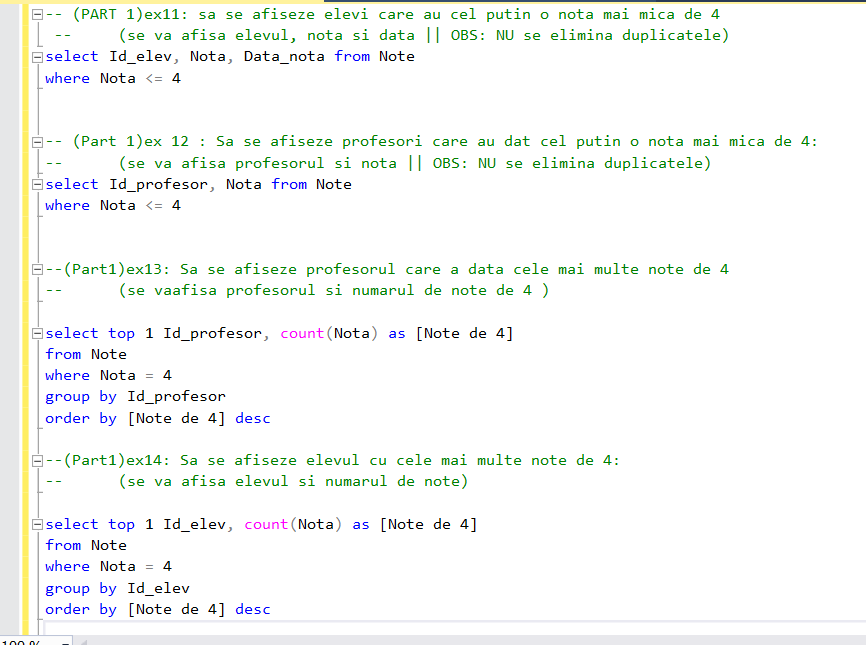 -- (PART 1)ex11: sa se afiseze elevi care au cel putin o nota mai mica de 4
--      (se va afisa elevul, nota si data || OBS: NU se elimina duplicatele)
select Id_elev, Nota, Data_nota from Note
where Nota <= 4
-- (Part 1)ex 12 : Sa se afiseze profesori care au dat cel putin o nota mai mica de 4:
--      (se va afisa profesorul si nota || OBS: NU se elimina duplicatele)
select Id_profesor, Nota from Note
where Nota <= 4
--(Part1)ex13: Sa se afiseze profesorul care a data cele mai multe note de 4
--      (se vaafisa profesorul si numarul de note de 4 )
select top 1 Id_profesor, count(Nota) as [Note de 4]
from Note
where Nota = 4
group by Id_profesor
order by [Note de 4] desc
--(Part1)ex14: Sa se afiseze elevul cu cele mai multe note de 4:
--      (se va afisa elevul si numarul de note)
select top 1 Id_elev, count(Nota) as [Note de 4]
from Note
where Nota = 4
group by Id_elev
order by [Note de 4] desc
100 %